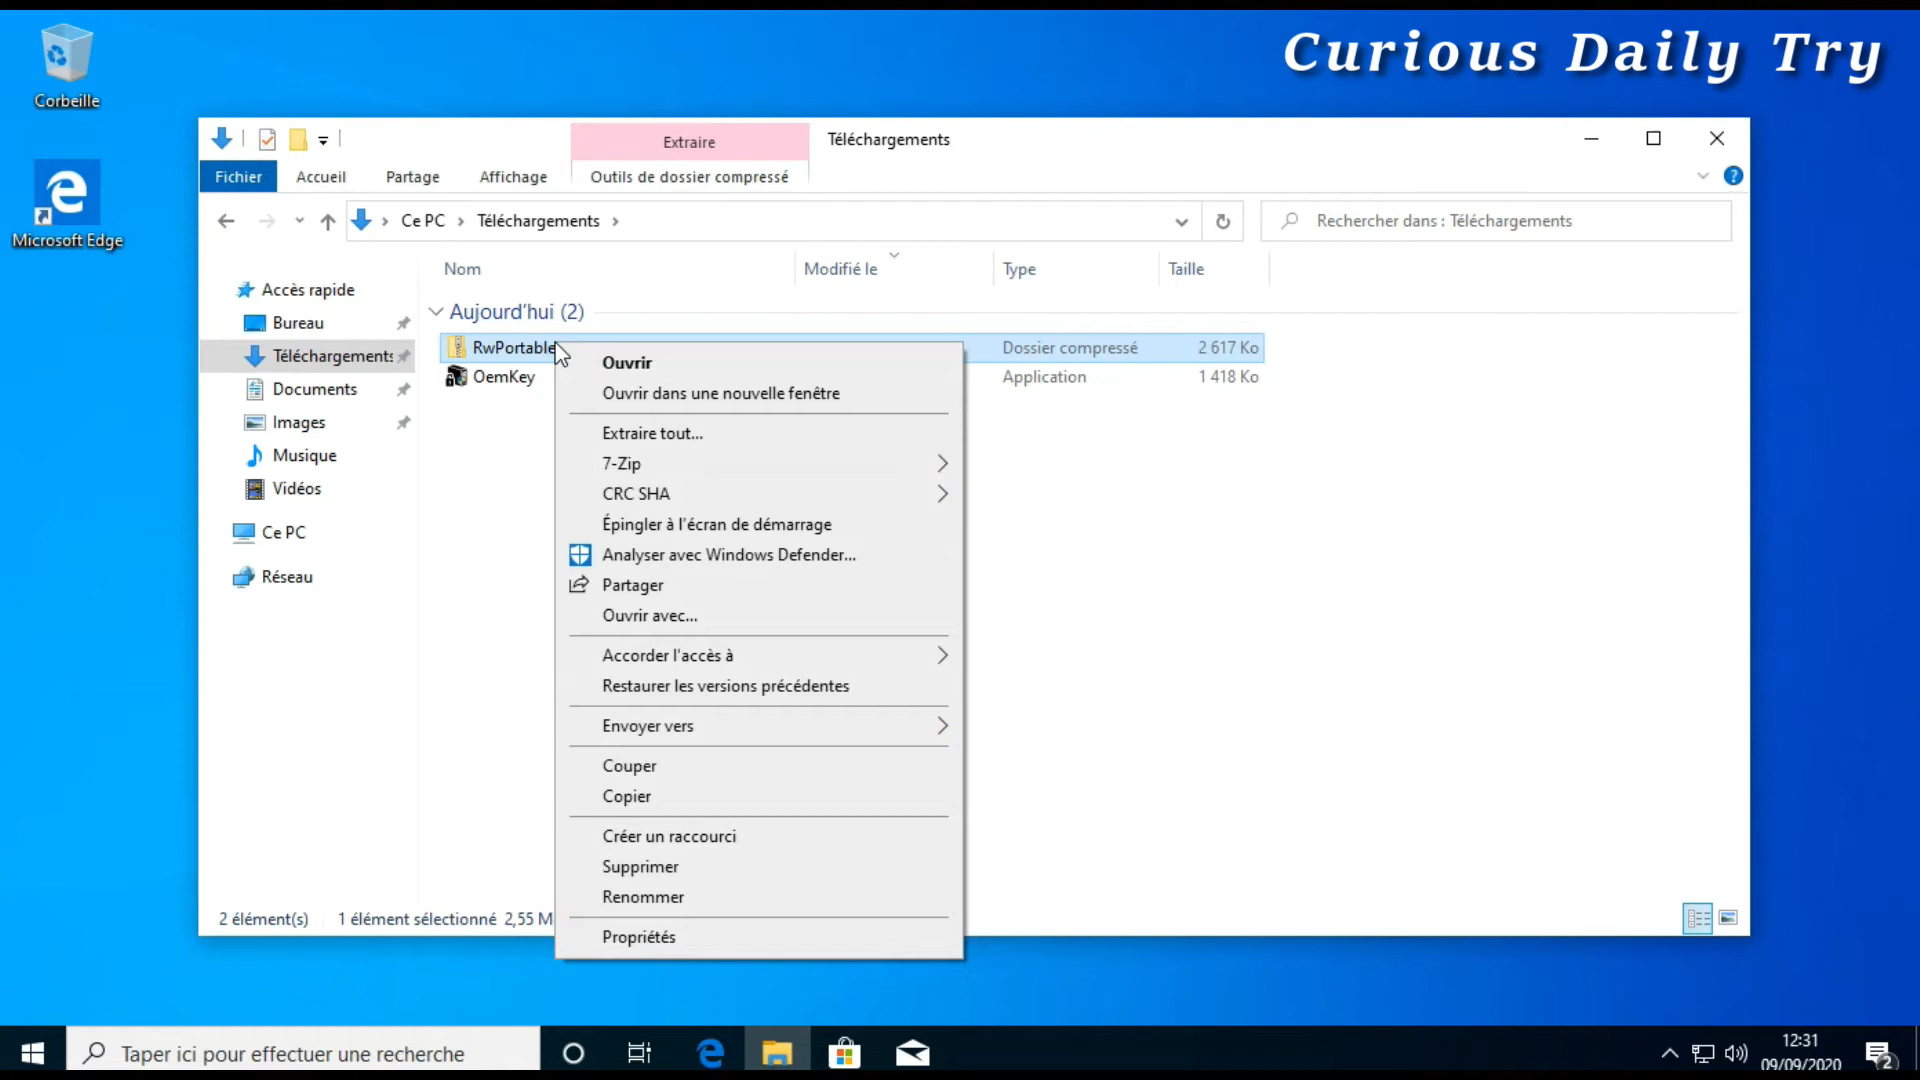 Curious Daily Try
Corbeille
Microsoft Edge
Extraire
Téléchargements
Fichier
Accueil
Partage
Affichage
Outils de dossier compressé
Ce PC
Téléchargements
Rechercher dans : Téléchargements
Nom
Modifié le
Type
Taille
Accès rapide
Bureau
Téléchargements
Documents
Images
Musique
Vidéos
Ce PC
Réseau
Aujourd'hui (2)
RwPortable
Dossier compressé
2 617 Ko
OemKey
Application
1 418 Ko
Ouvrir
Ouvrir dans une nouvelle fenêtre
Extraire tout...
7-Zip
CRC SHA
Épingler à l'écran de démarrage
Analyser avec Windows Defender...
Partager
Ouvrir avec...
Accorder l'accès à
Restaurer les versions précédentes
Envoyer vers
Couper
Copier
Créer un raccourci
Supprimer
Renommer
Propriétés
2 élément(s)
1 élément sélectionné 2,55 M
Taper ici pour effectuer une recherche
12:31
09/09/2020
2